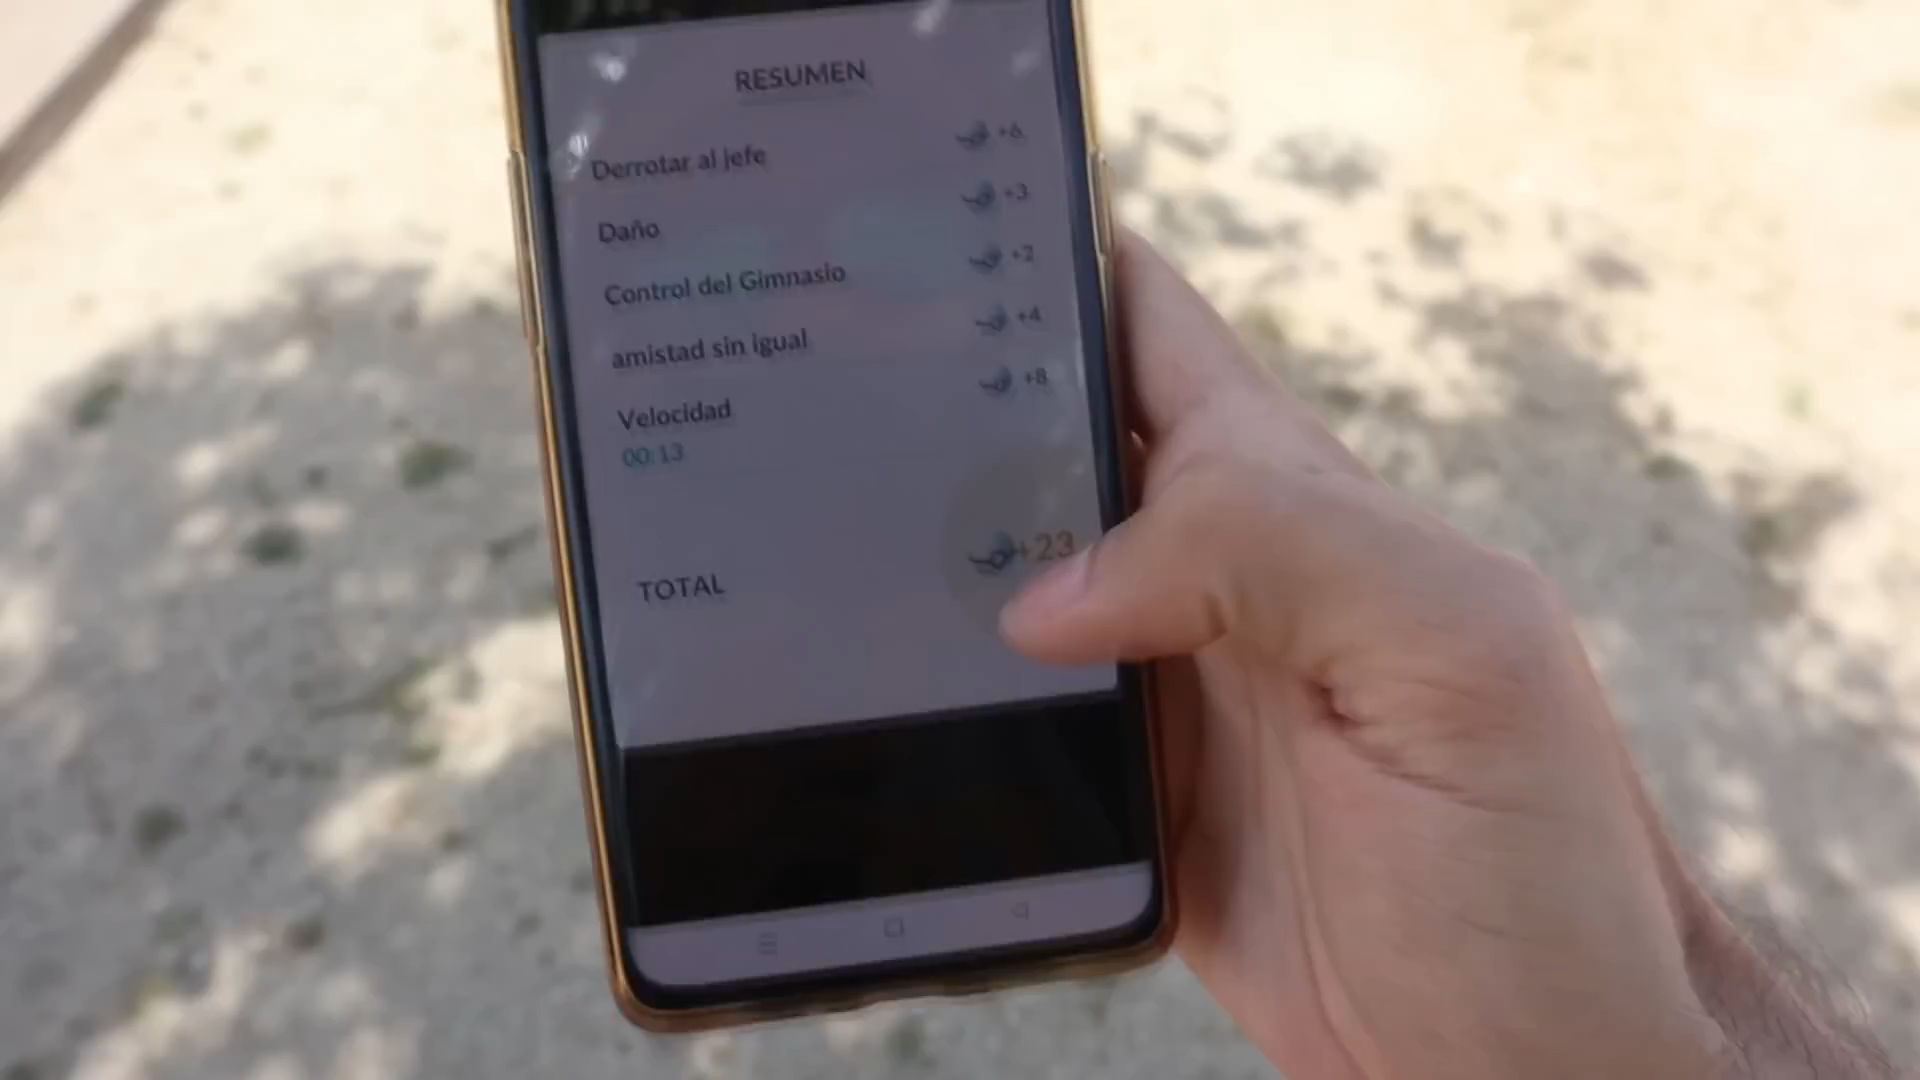 RESUMEN
Derrotar al jefe +6
Daño +3
Control del Gimnasio +2
amistad sin igual +4
Velocidad +8
00:13
TOTAL +23